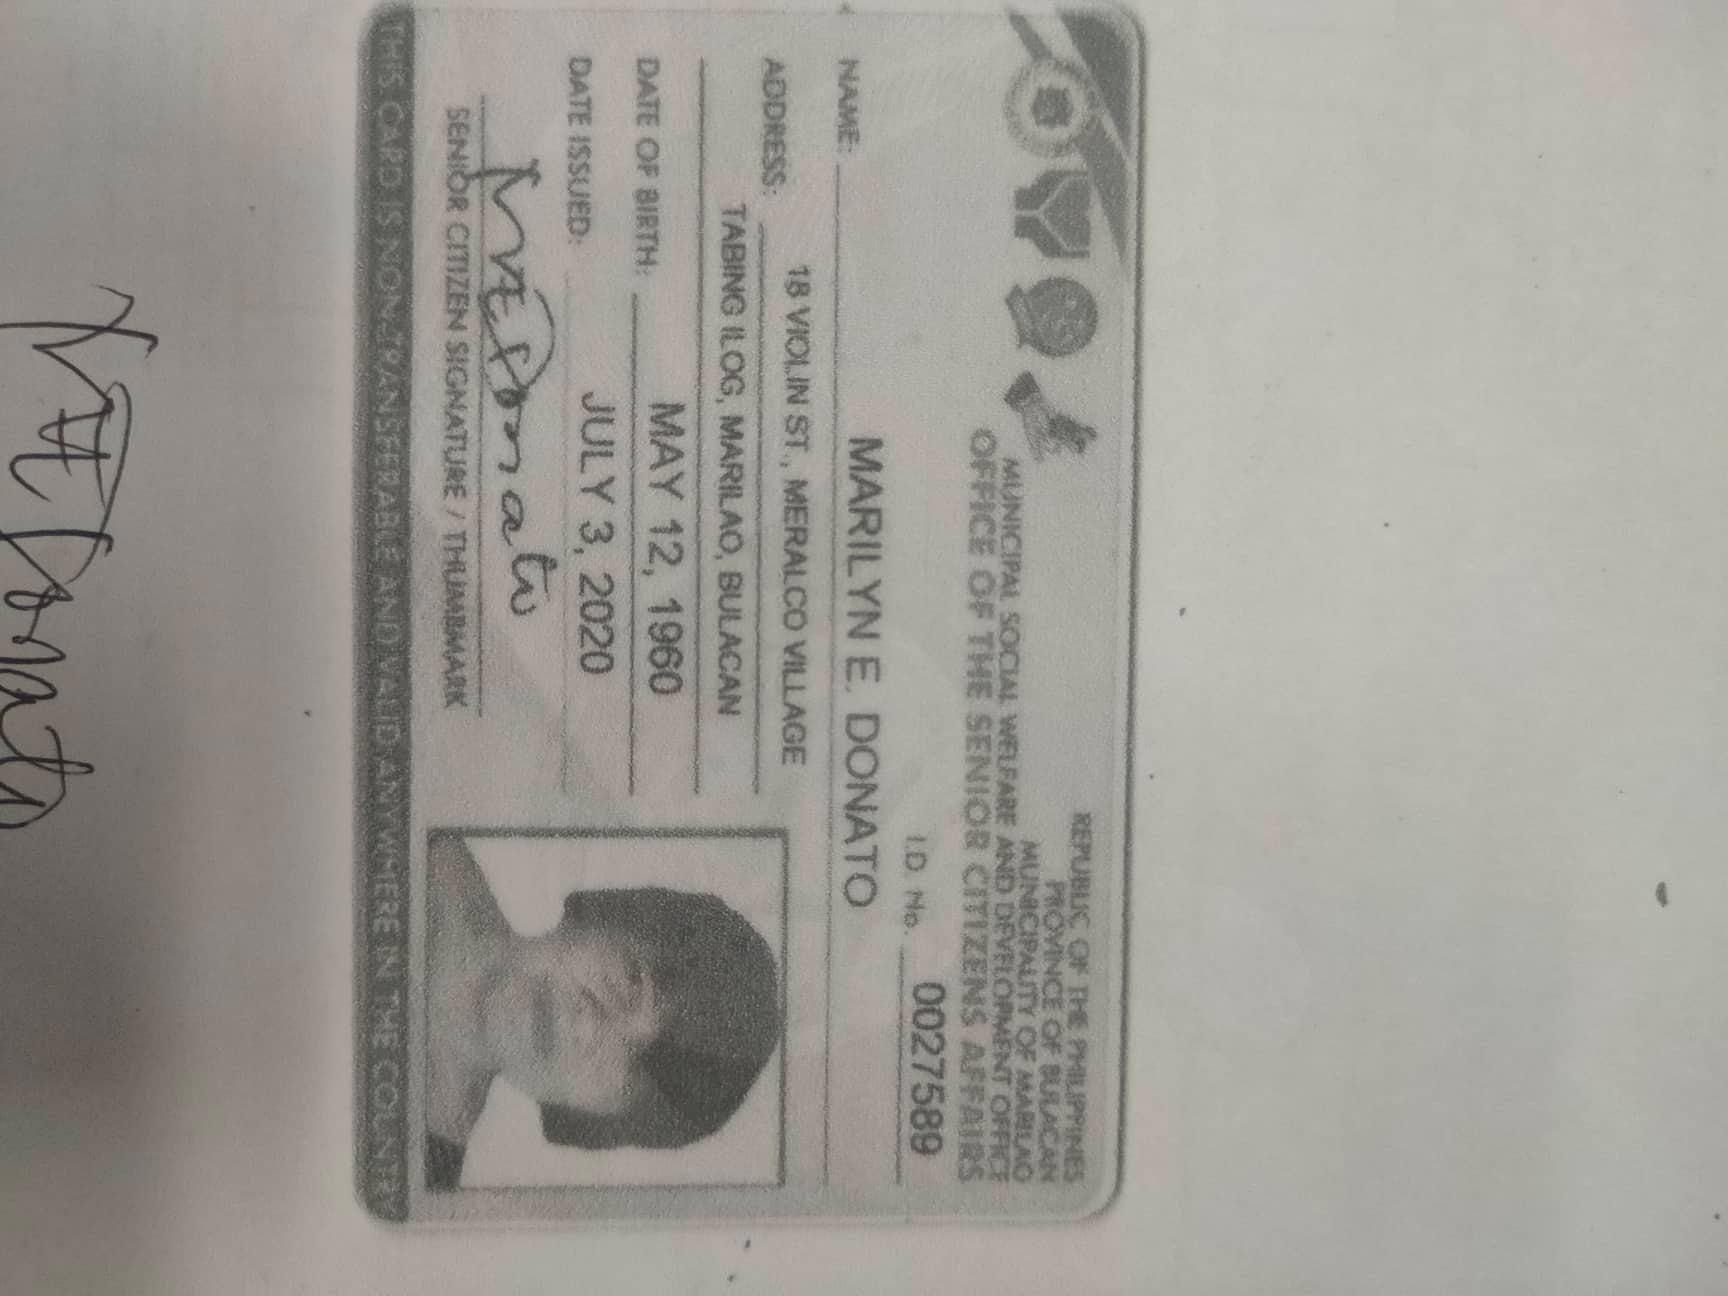 REPUBLIC OF THE PHILIPPINES
PROVINCE OF BULACAN
MUNICIPALITY OF MARILAO
MUNICIPAL SOCIAL WELFARE AND DEVELOPMENT OFFICE
OFFICE OF THE SENIOR CITIZENS AFFAIRS
I.D. No. 0027589
NAME: MARILYN E. DONATO
ADDRESS: 18 VIOLIN ST., MERALCO VILLAGE
TABING ILOG, MARILAO, BULACAN
DATE OF BIRTH: MAY 12, 1960
DATE ISSUED: JULY 3, 2020
SENIOR CITIZEN SIGNATURE / THUMBMARK
THIS CARD IS NON-TRANSFERABLE AND VALID ANYWHERE IN THE COUNTRY